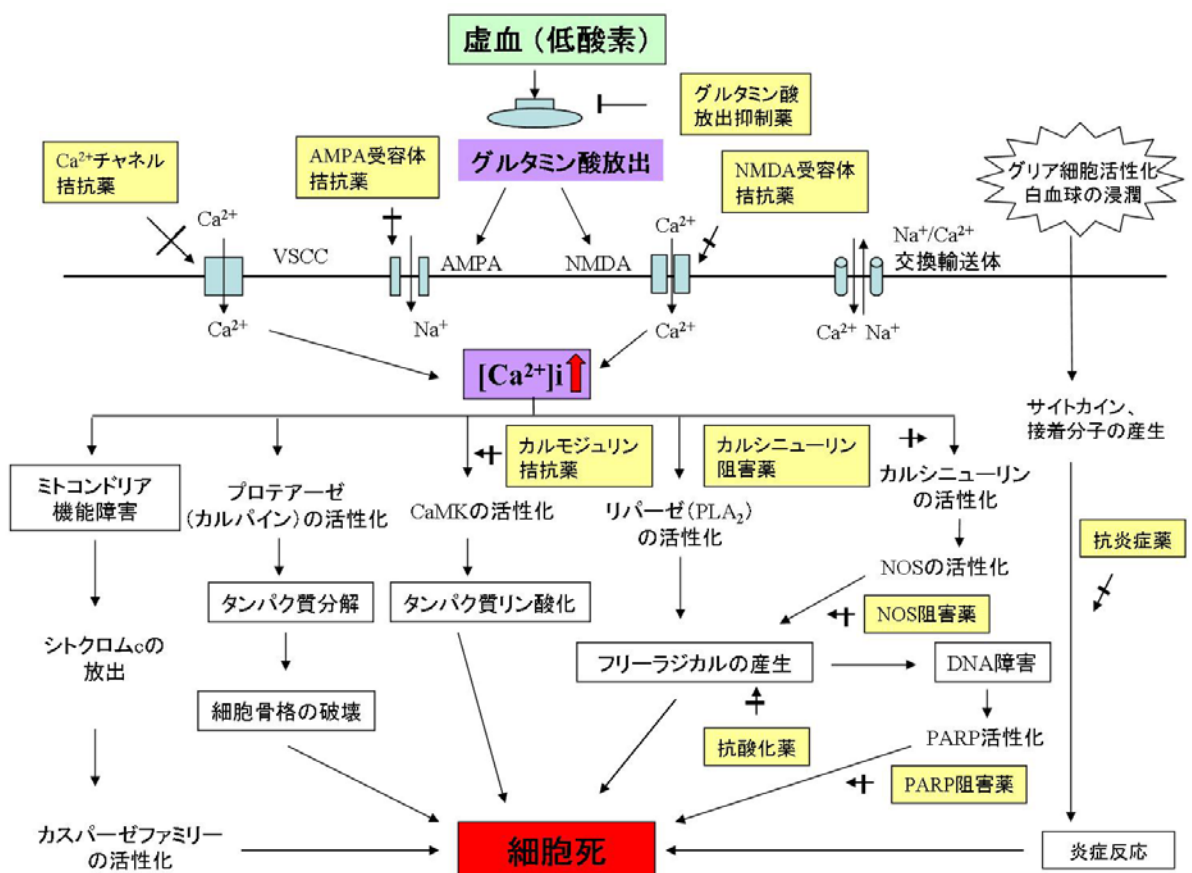 虚血（低酸素）
グルタミン酸
放出抑制薬
Ca²⁺チャネル
拮抗薬
AMPA受容体
拮抗薬
グルタミン酸放出
NMDA受容体
拮抗薬
グリア細胞活性化
白血球の浸潤
Ca²⁺
VSCC
AMPA
NMDA
Ca²⁺
Na⁺/Ca²⁺
交換輸送体
Ca²⁺
Na⁺
Ca²⁺
Ca²⁺
Na⁺
[Ca²⁺]i
サイトカイン、
接着分子の産生
カルモジュリン
拮抗薬
カルシニューリン
阻害薬
ミトコンドリア
機能障害
プロテアーゼ
（カルパイン）の活性化
CaMKの活性化
リパーゼ（PLA₂）
の活性化
カルシニューリン
の活性化
抗炎症薬
NOSの活性化
タンパク質分解
タンパク質リン酸化
NOS阻害薬
シトクロムcの
放出
フリーラジカルの産生
DNA障害
細胞骨格の破壊
抗酸化薬
PARP活性化
PARP阻害薬
カスパーゼファミリー
の活性化
細胞死
炎症反応